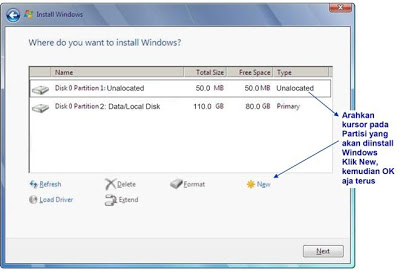 Install Windows
Where do you want to install Windows?
Name Total Size Free Space Type
Disk 0 Partition 1: Unalocated 50.0 MB 50.0 MB Unalocated
Disk 0 Partition 2: Data/Local Disk 110.0 GB 80.0 GB Primary
Arahkan
kursor pada
Partisi yang
akan diinstall
Windows
Klik New,
kemudian OK
aja terus
Refresh Delete Format New
Load Driver Extend
Next